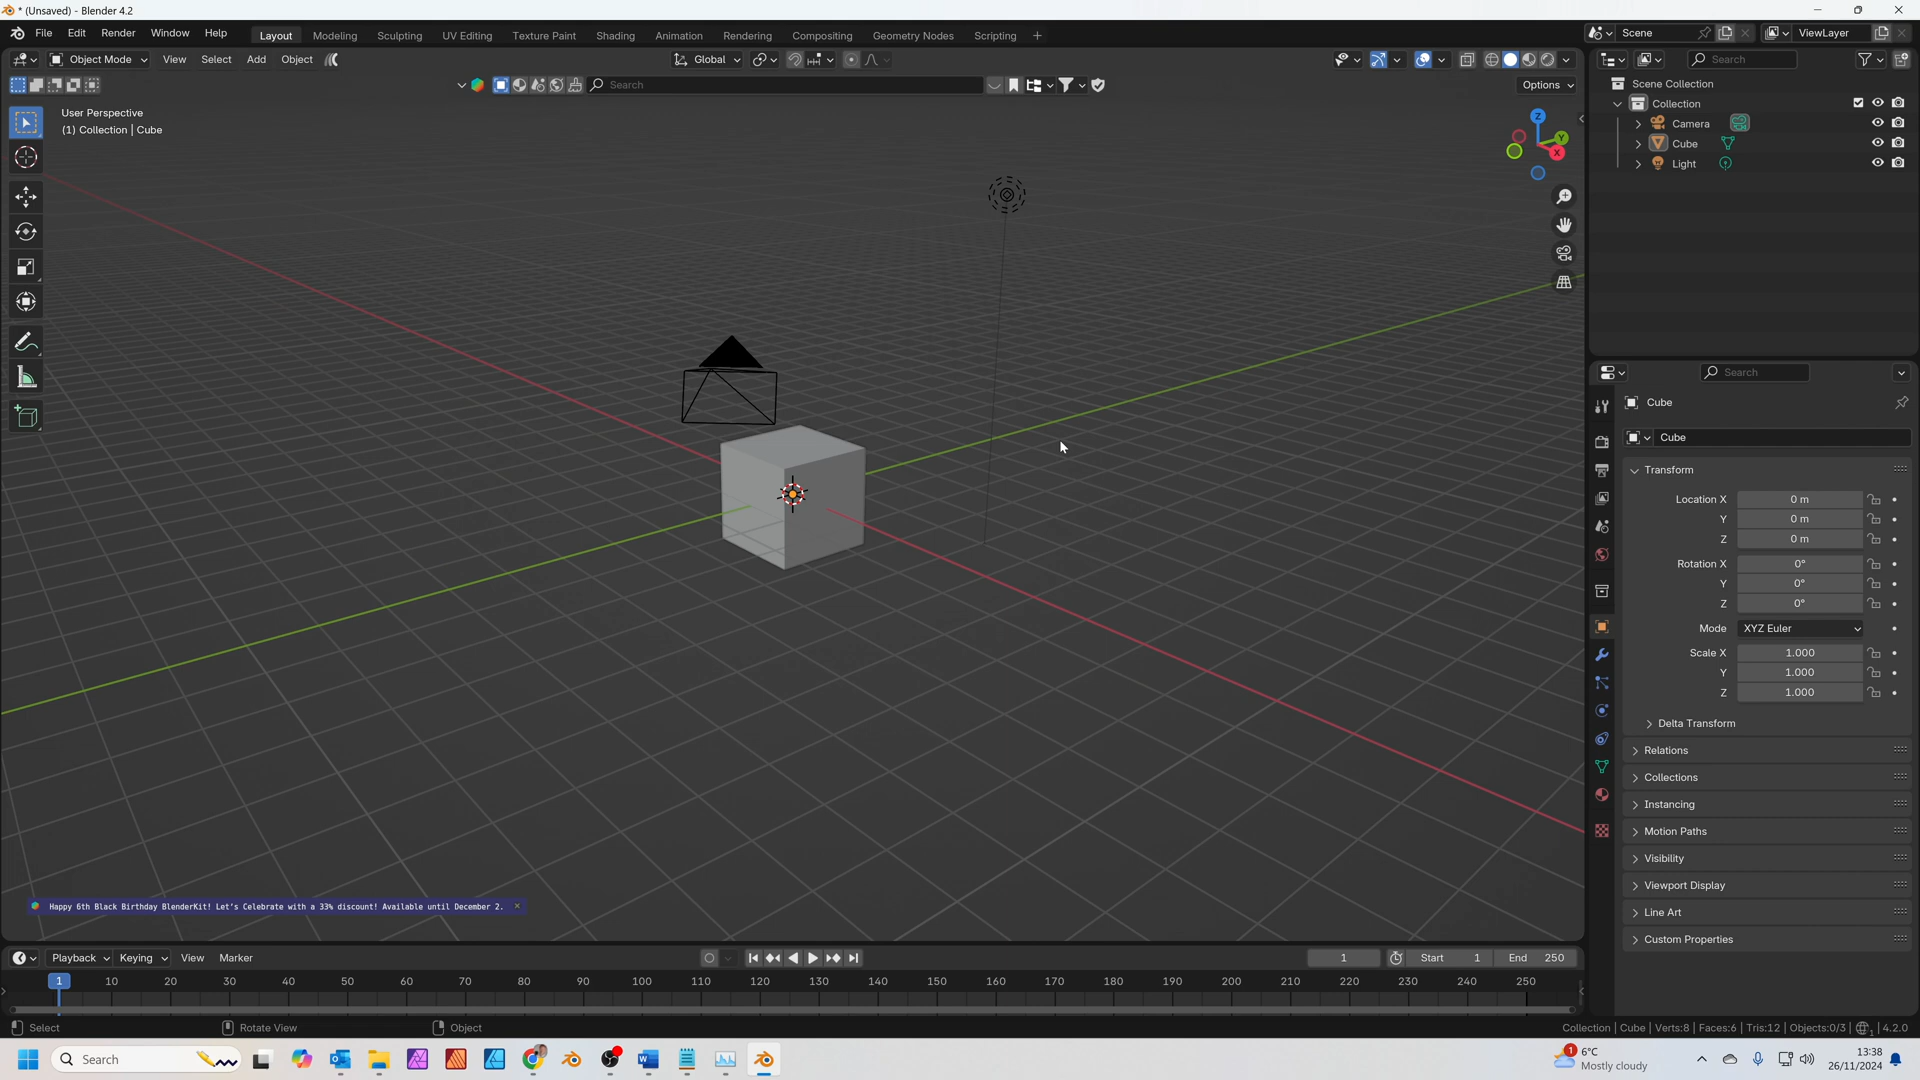 * (Unsaved) - Blender 4.2
File Edit Render Window Help
Layout Modeling Sculpting UV Editing Texture Paint Shading Animation Rendering Compositing Geometry Nodes Scripting +
Scene ViewLayer
Object Mode View Select Add Object
Global
Search
Search
Options
User Perspective
(1) Collection | Cube
Z
Y
X
Scene Collection
Collection
Camera
Cube
Light
Search
Cube
Cube
Transform
Location X 0 m
Y 0 m
Z 0 m
Rotation X 0°
Y 0°
Z 0°
Mode XYZ Euler
Scale X 1.000
Y 1.000
Z 1.000
Delta Transform
Relations
Collections
Instancing
Motion Paths
Visibility
Viewport Display
Line Art
Custom Properties
Happy 6th Black Birthday BlenderKit! Let's Celebrate with a 33% discount! Available until December 2.
Playback Keying View Marker
1 Start 1 End 250
1 10 20 30 40 50 60 70 80 90 100 110 120 130 140 150 160 170 180 190 200 210 220 230 240 250
Select Rotate View Object
Collection | Cube | Verts:8 | Faces:6 | Tris:12 | Objects:0/3 | 1 | 4.2.0
Search
1 6°C
Mostly cloudy
13:38
26/11/2024